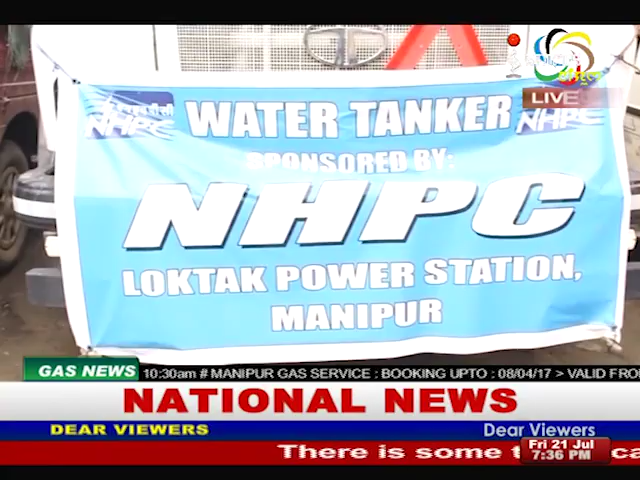 LIVE
NHPC
WATER TANKER
NHPC
SPONSORED BY:
NHPC
LOKTAK POWER STATION,
MANIPUR
GAS NEWS
10:30am # MANIPUR GAS SERVICE : BOOKING UPTO : 08/04/17 > VALID FRO
NATIONAL NEWS
DEAR VIEWERS
Dear Viewers
There is some
Fri 21 Jul
7:36 PM
ca